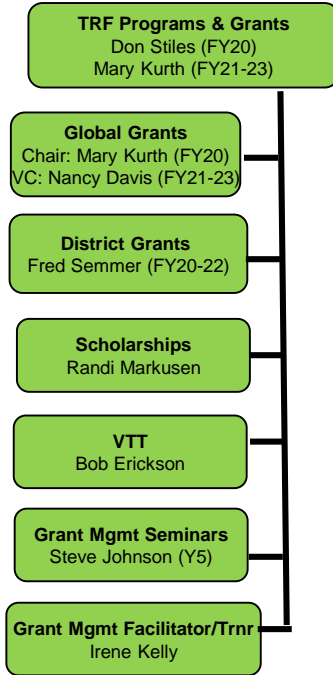 TRF Programs & Grants
Don Stiles (FY20)
Mary Kurth (FY21-23)
Global Grants
Chair: Mary Kurth (FY20)
VC: Nancy Davis (FY21-23)
District Grants
Fred Semmer (FY20-22)
Scholarships
Randi Markusen
VTT
Bob Erickson
Grant Mgmt Seminars
Steve Johnson (Y5)
Grant Mgmt Facilitator/Trnr
Irene Kelly